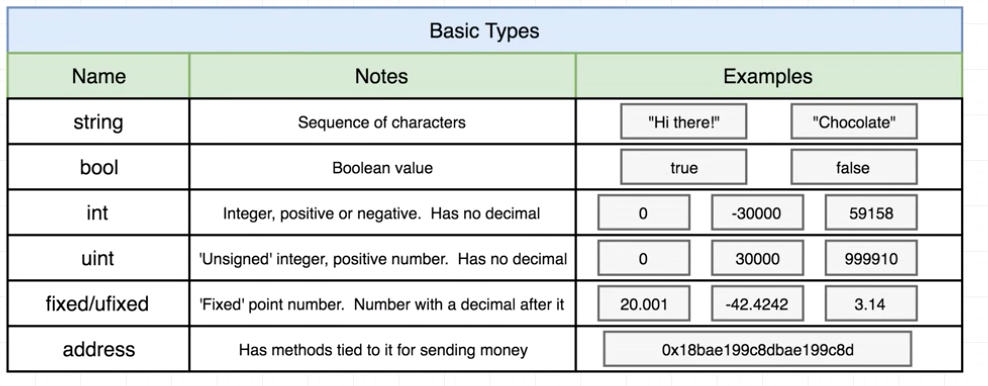 Basic Types
Name Notes Examples
string Sequence of characters "Hi there!" "Chocolate"
bool Boolean value true false
int Integer, positive or negative. Has no decimal 0 -30000 59158
uint 'Unsigned' integer, positive number. Has no decimal 0 30000 999910
fixed/ufixed 'Fixed' point number. Number with a decimal after it 20.001 -42.4242 3.14
address Has methods tied to it for sending money 0x18bae199c8dbae199c8d